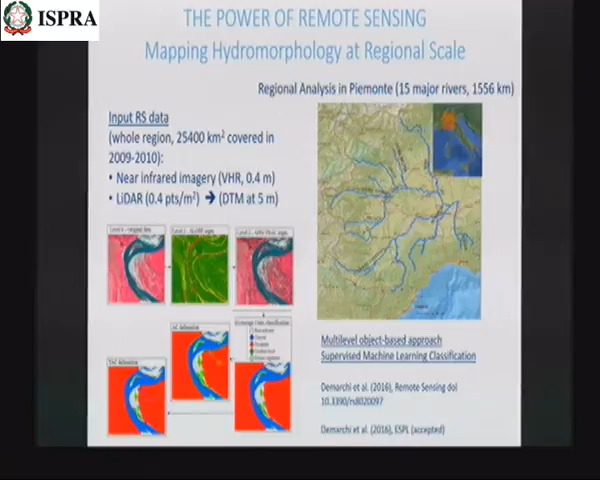 ISPRA
THE POWER OF REMOTE SENSING
Mapping Hydromorphology at Regional Scale
Regional Analysis in Piemonte (15 major rivers, 1556 km)
Input RS data
(whole region, 25400 km² covered in
2009-2010):
• Near infrared imagery (VHR, 0.4 m)
• LiDAR (0.4 pts/m²) → (DTM at 5 m)
Multilevel object-based approach
Supervised Machine Learning Classification
Demarchi et al. (2016), Remote Sensing doi
10.3390/rs8020097
Demarchi et al. (2016), ESPL (accepted)